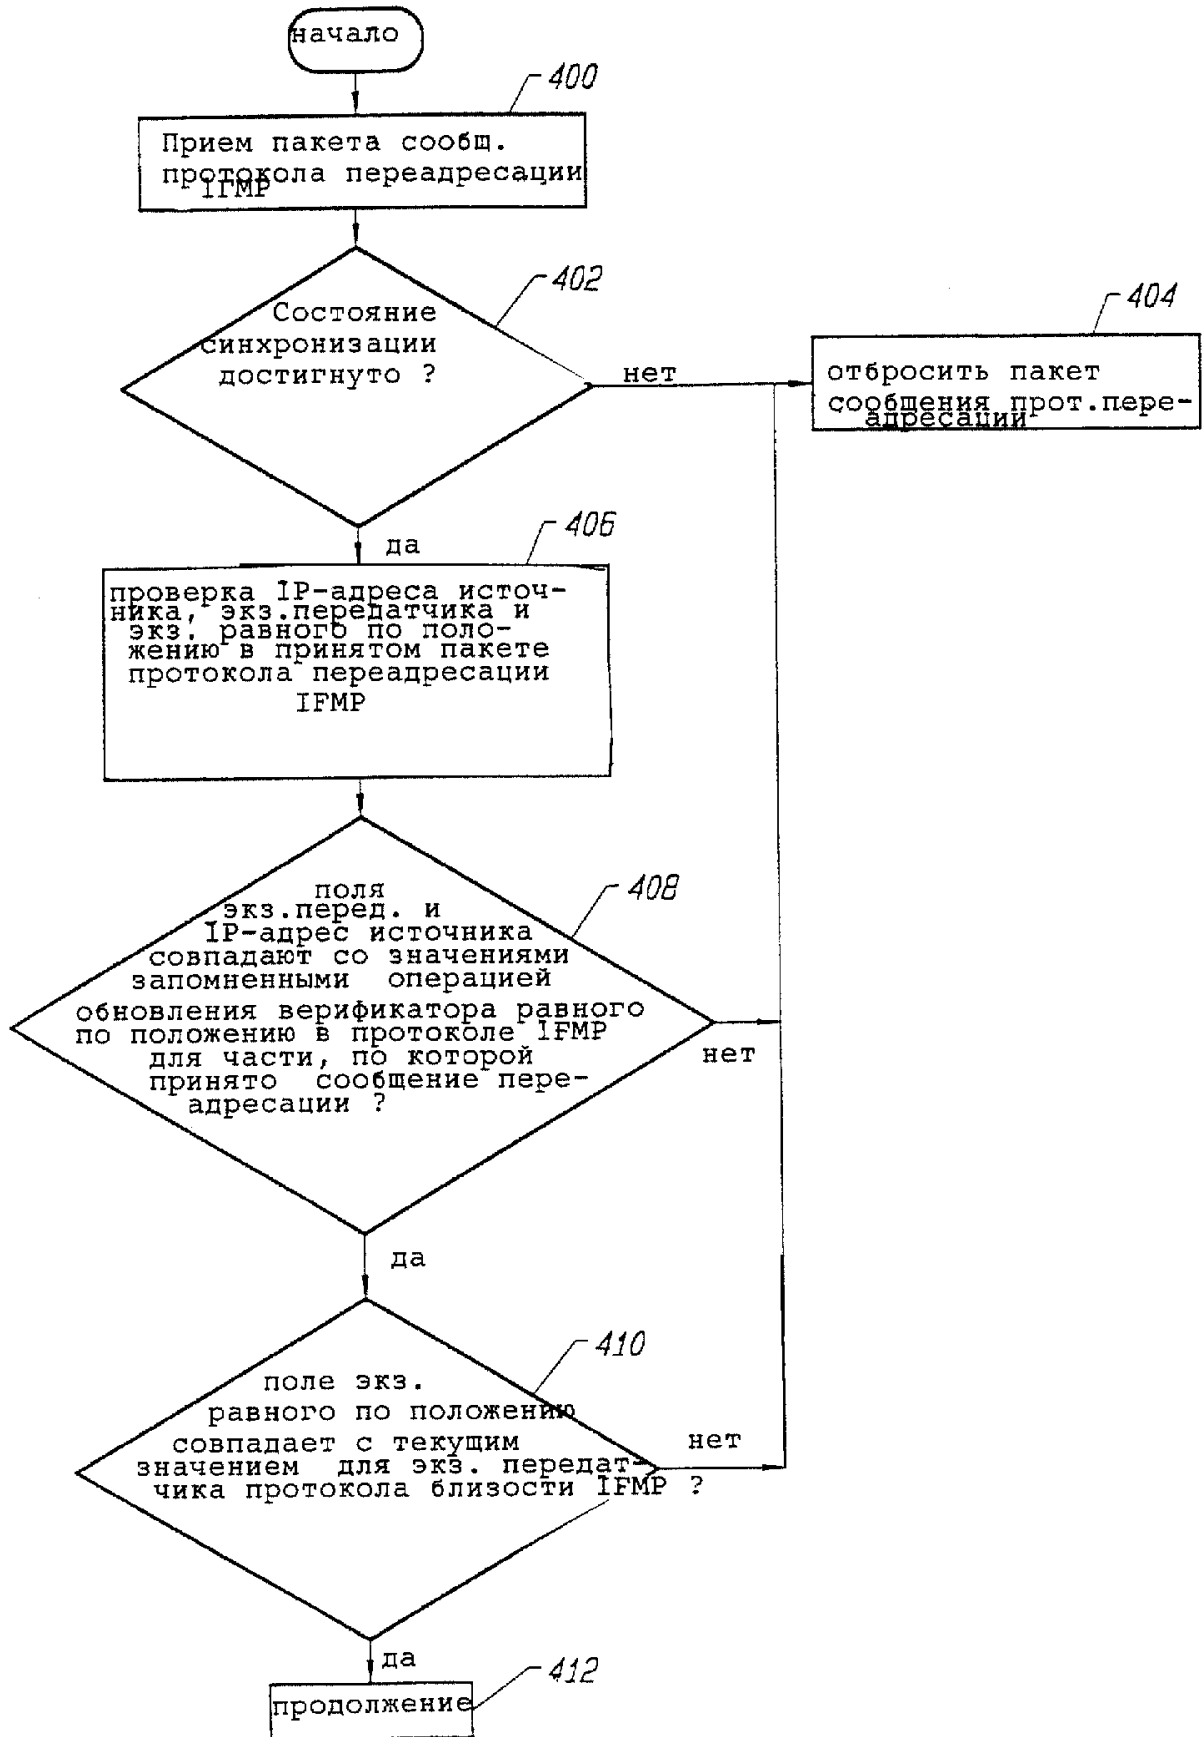 начало
400
Прием пакета сообщ.
протокола переадресации
IFMP
402
Состояние
синхронизации
достигнуто ?
нет
404
отбросить пакет
сообщения прот.пере-
адресации
да
406
проверка IP-адреса источ-
ника, экз.передатчика и
экз. равного по поло-
жению в принятом пакете
протокола переадресации
IFMP
408
поля
экз.перед. и
IP-адрес источника
совпадают со значениями
запомненными операцией
обновления верификатора равного
по положению в протоколе IFMP
для части, по которой
принято сообщение пере-
адресации ?
нет
да
410
поле экз.
равного по положению
совпадает с текущим
значением для экз. передат-
чика протокола близости IFMP ?
нет
да
412
продолжение